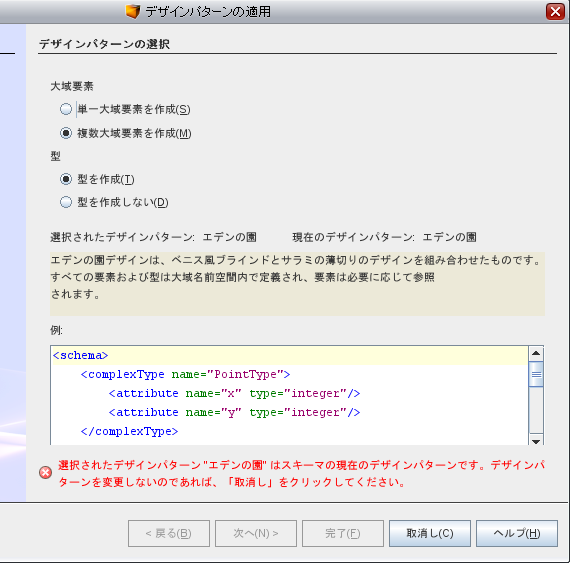 デザインパターンの適用
デザインパターンの選択
大域要素
単一大域要素を作成(S)
複数大域要素を作成(M)
型
型を作成(T)
型を作成しない(D)
選択されたデザインパターン: エデンの園 現在のデザインパターン: エデンの園
エデンの園デザインは、ベニス風ブラインドとサラミの薄切りのデザインを組み合わせたものです。
すべての要素および型は大域名前空間内で定義され、要素は必要に応じて参照
されます。
例:
<schema>
<complexType name="PointType">
<attribute name="x" type="integer"/>
<attribute name="y" type="integer"/>
</complexType>
選択されたデザインパターン "エデンの園" はスキーマの現在のデザインパターンです。デザインパ
ターンを変更しないのであれば、「取消し」をクリックしてください。
< 戻る(B) 次へ(N) > 完了(F) 取消し(C) ヘルプ(H)